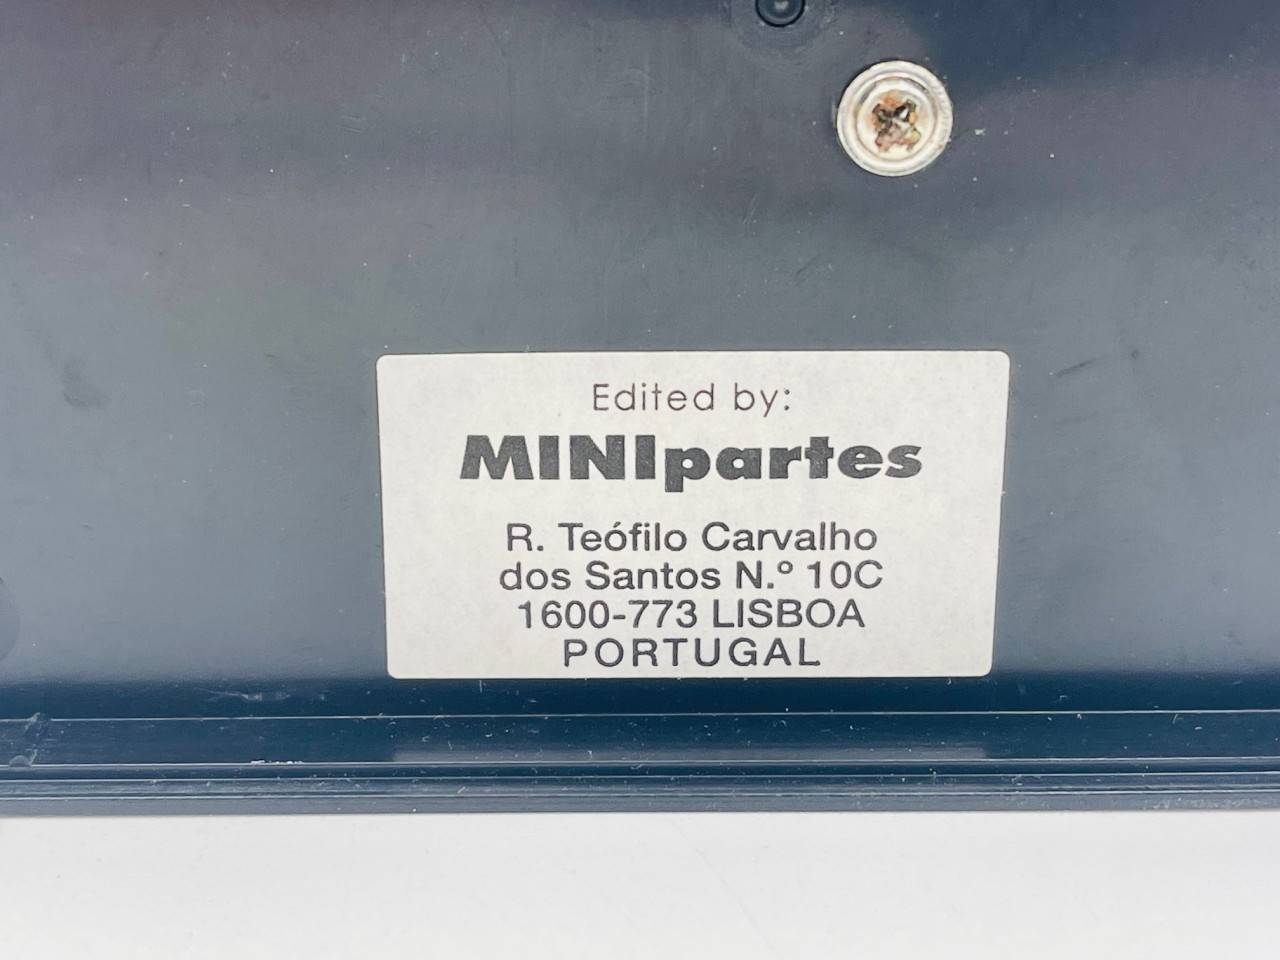 Edited by:
MINIpartes
R. Teófilo Carvalho
dos Santos N.º 10C
1600-773 LISBOA
PORTUGAL